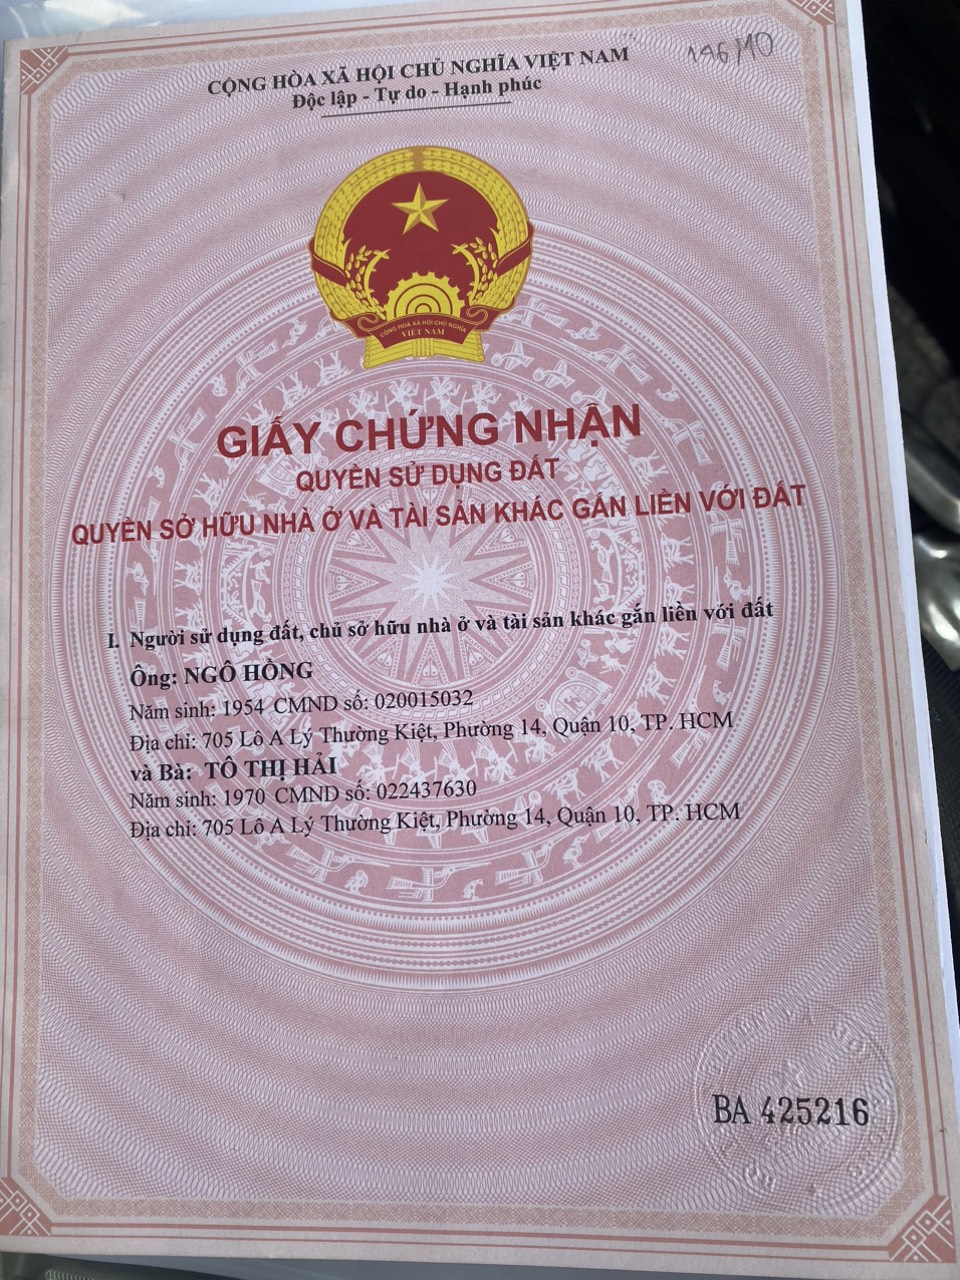 196/10
CỘNG HÒA XÃ HỘI CHỦ NGHĨA VIỆT NAM
Độc lập - Tự do - Hạnh phúc
CỘNG HÒA XÃ HỘI CHỦ NGHĨA
VIỆT NAM
GIẤY CHỨNG NHẬN
QUYỀN SỬ DỤNG ĐẤT
QUYỀN SỞ HỮU NHÀ Ở VÀ TÀI SẢN KHÁC GẮN LIỀN VỚI ĐẤT
I. Người sử dụng đất, chủ sở hữu nhà ở và tài sản khác gắn liền với đất
Ông: NGÔ HỒNG
Năm sinh: 1954 CMND số: 020015032
Địa chỉ: 705 Lô A Lý Thường Kiệt, Phường 14, Quận 10, TP. HCM
và Bà: TÔ THỊ HẢI
Năm sinh: 1970 CMND số: 022437630
Địa chỉ: 705 Lô A Lý Thường Kiệt, Phường 14, Quận 10, TP. HCM
BA 425216